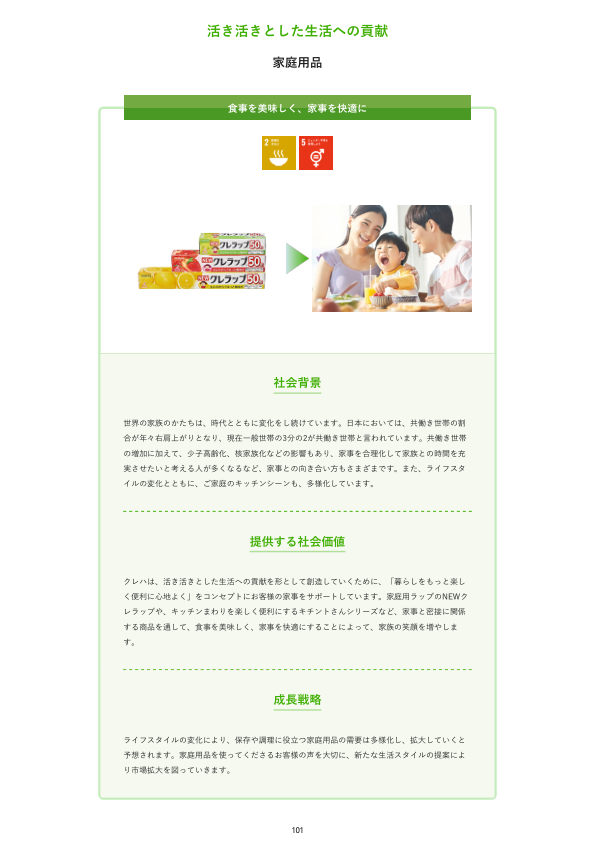 活き活きとした生活への貢献
家庭用品
食事を美味しく、家事を快適に
2
5
クレラップ 50
NEW クレラップ 50
NEW クレラップ 50
社会背景
世界の家族のかたちは、時代とともに変化をし続けています。日本においては、共働き世帯の割
合が年々右肩上がりとなり、現在一般世帯の3分の2が共働き世帯と言われています。共働き世帯
の増加に加えて、少子高齢化、核家族化などの影響もあり、家事を合理化して家族との時間を充
実させたいと考える人が多くなるなど、家事との向き合い方もさまざまです。また、ライフスタ
イルの変化とともに、ご家庭のキッチンシーンも、多様化しています。
提供する社会価値
クレハは、活き活きとした生活への貢献を形として創造していくために、「暮らしをもっと楽し
く便利に心地よく」をコンセプトにお客様の家事をサポートしています。家庭用ラップのNEWク
レラップや、キッチンまわりを楽しく便利にするキチントさんシリーズなど、家事と密接に関係
する商品を通して、食事を美味しく、家事を快適にすることによって、家族の笑顔を増やしま
す。
成長戦略
ライフスタイルの変化により、保存や調理に役立つ家庭用品の需要は多様化し、拡大していくと
予想されます。家庭用品を使ってくださるお客様の声を大切に、新たな生活スタイルの提案によ
り市場拡大を図っていきます。
101